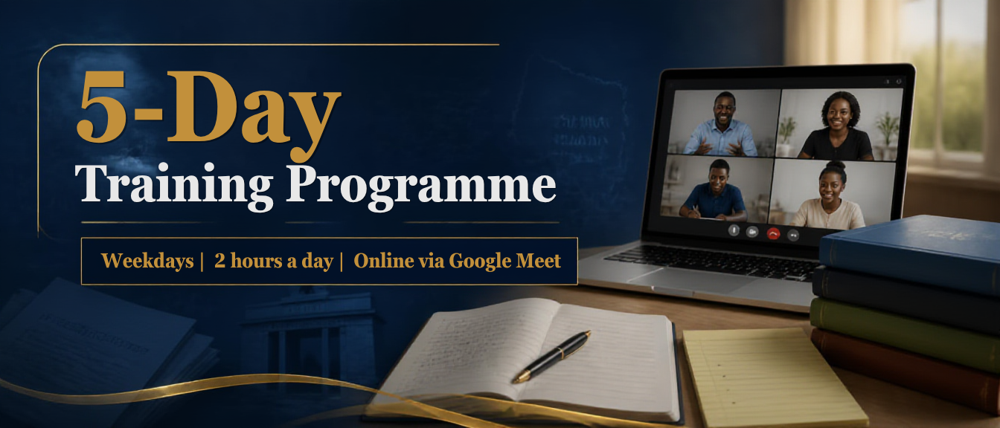 5-Day
Training Programme
Weekdays | 2 hours a day | Online via Google Meet